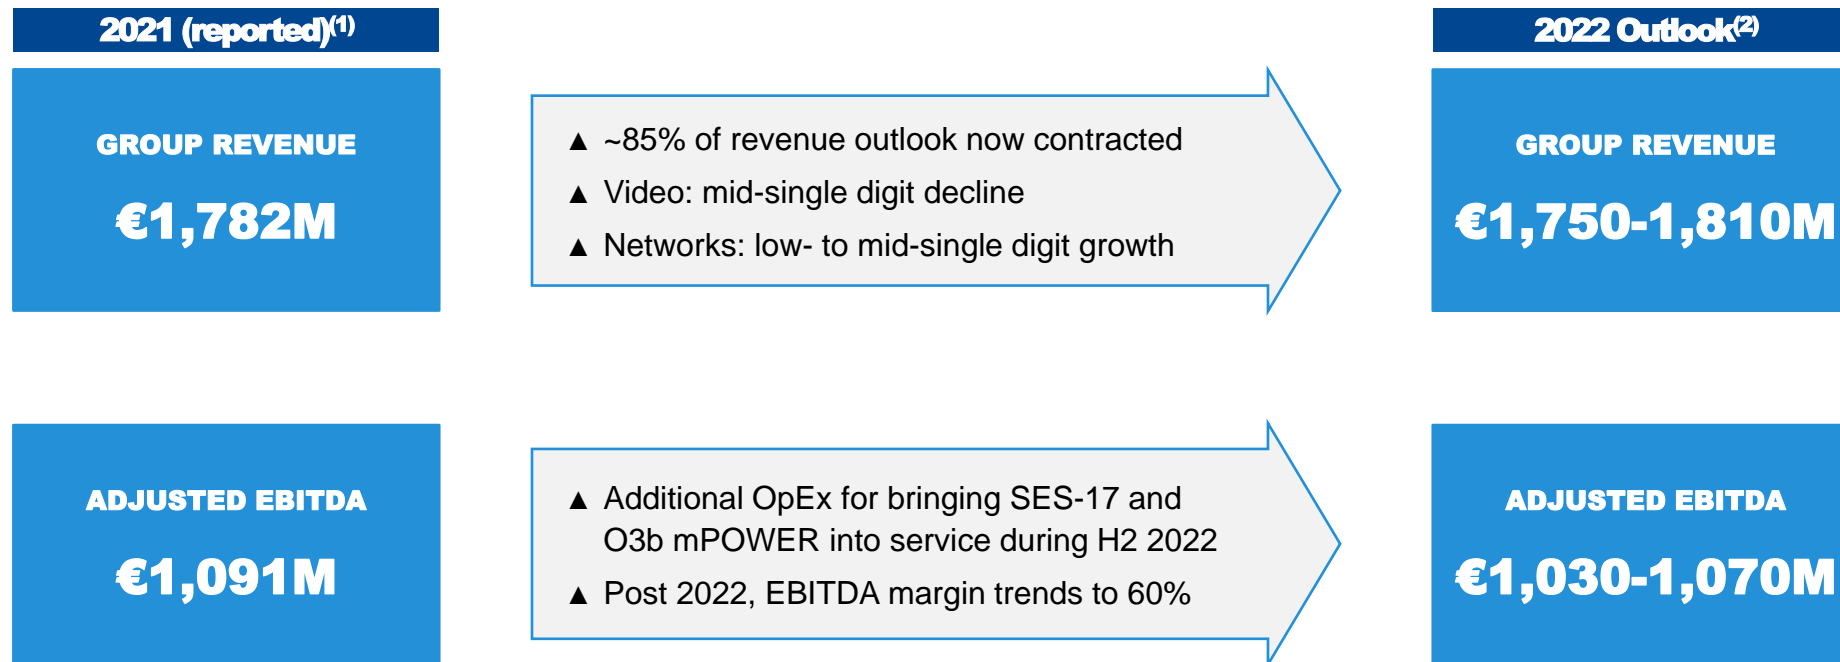 2021 (reported)(1)
2022 Outlook(2)
GROUP REVENUE
€1,782M
▲ ~85% of revenue outlook now contracted
▲ Video: mid-single digit decline
▲ Networks: low- to mid-single digit growth
GROUP REVENUE
€1,750-1,810M
ADJUSTED EBITDA
€1,091M
▲ Additional OpEx for bringing SES-17 and
O3b mPOWER into service during H2 2022
▲ Post 2022, EBITDA margin trends to 60%
ADJUSTED EBITDA
€1,030-1,070M